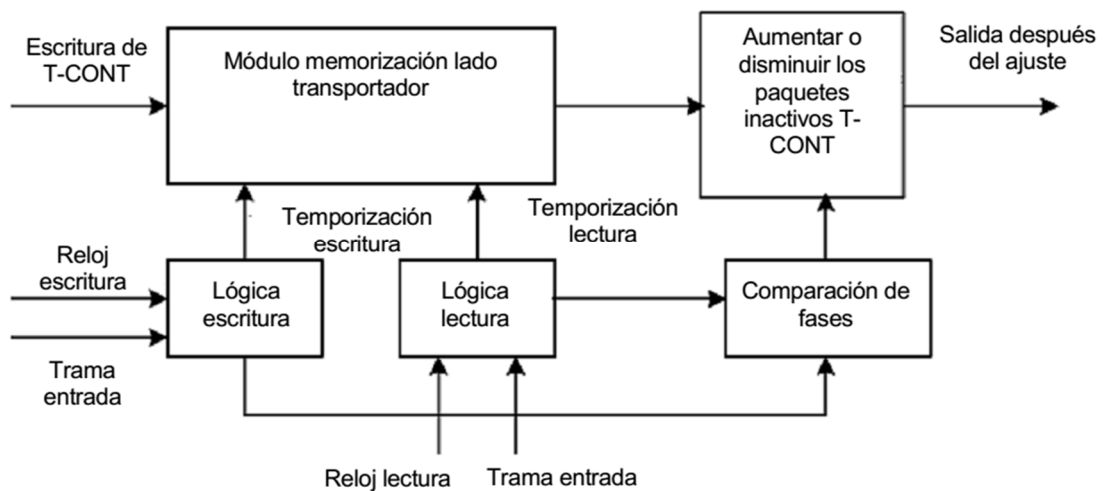 Escritura de
T-CONT
Módulo memorización lado
transportador
Aumentar o
disminuir los
paquetes
inactivos T-
CONT
Salida después
del ajuste
Temporización
escritura
Temporización
lectura
Reloj
escritura
Lógica
escritura
Lógica
lectura
Comparación de
fases
Trama
entrada
Reloj lectura
Trama entrada